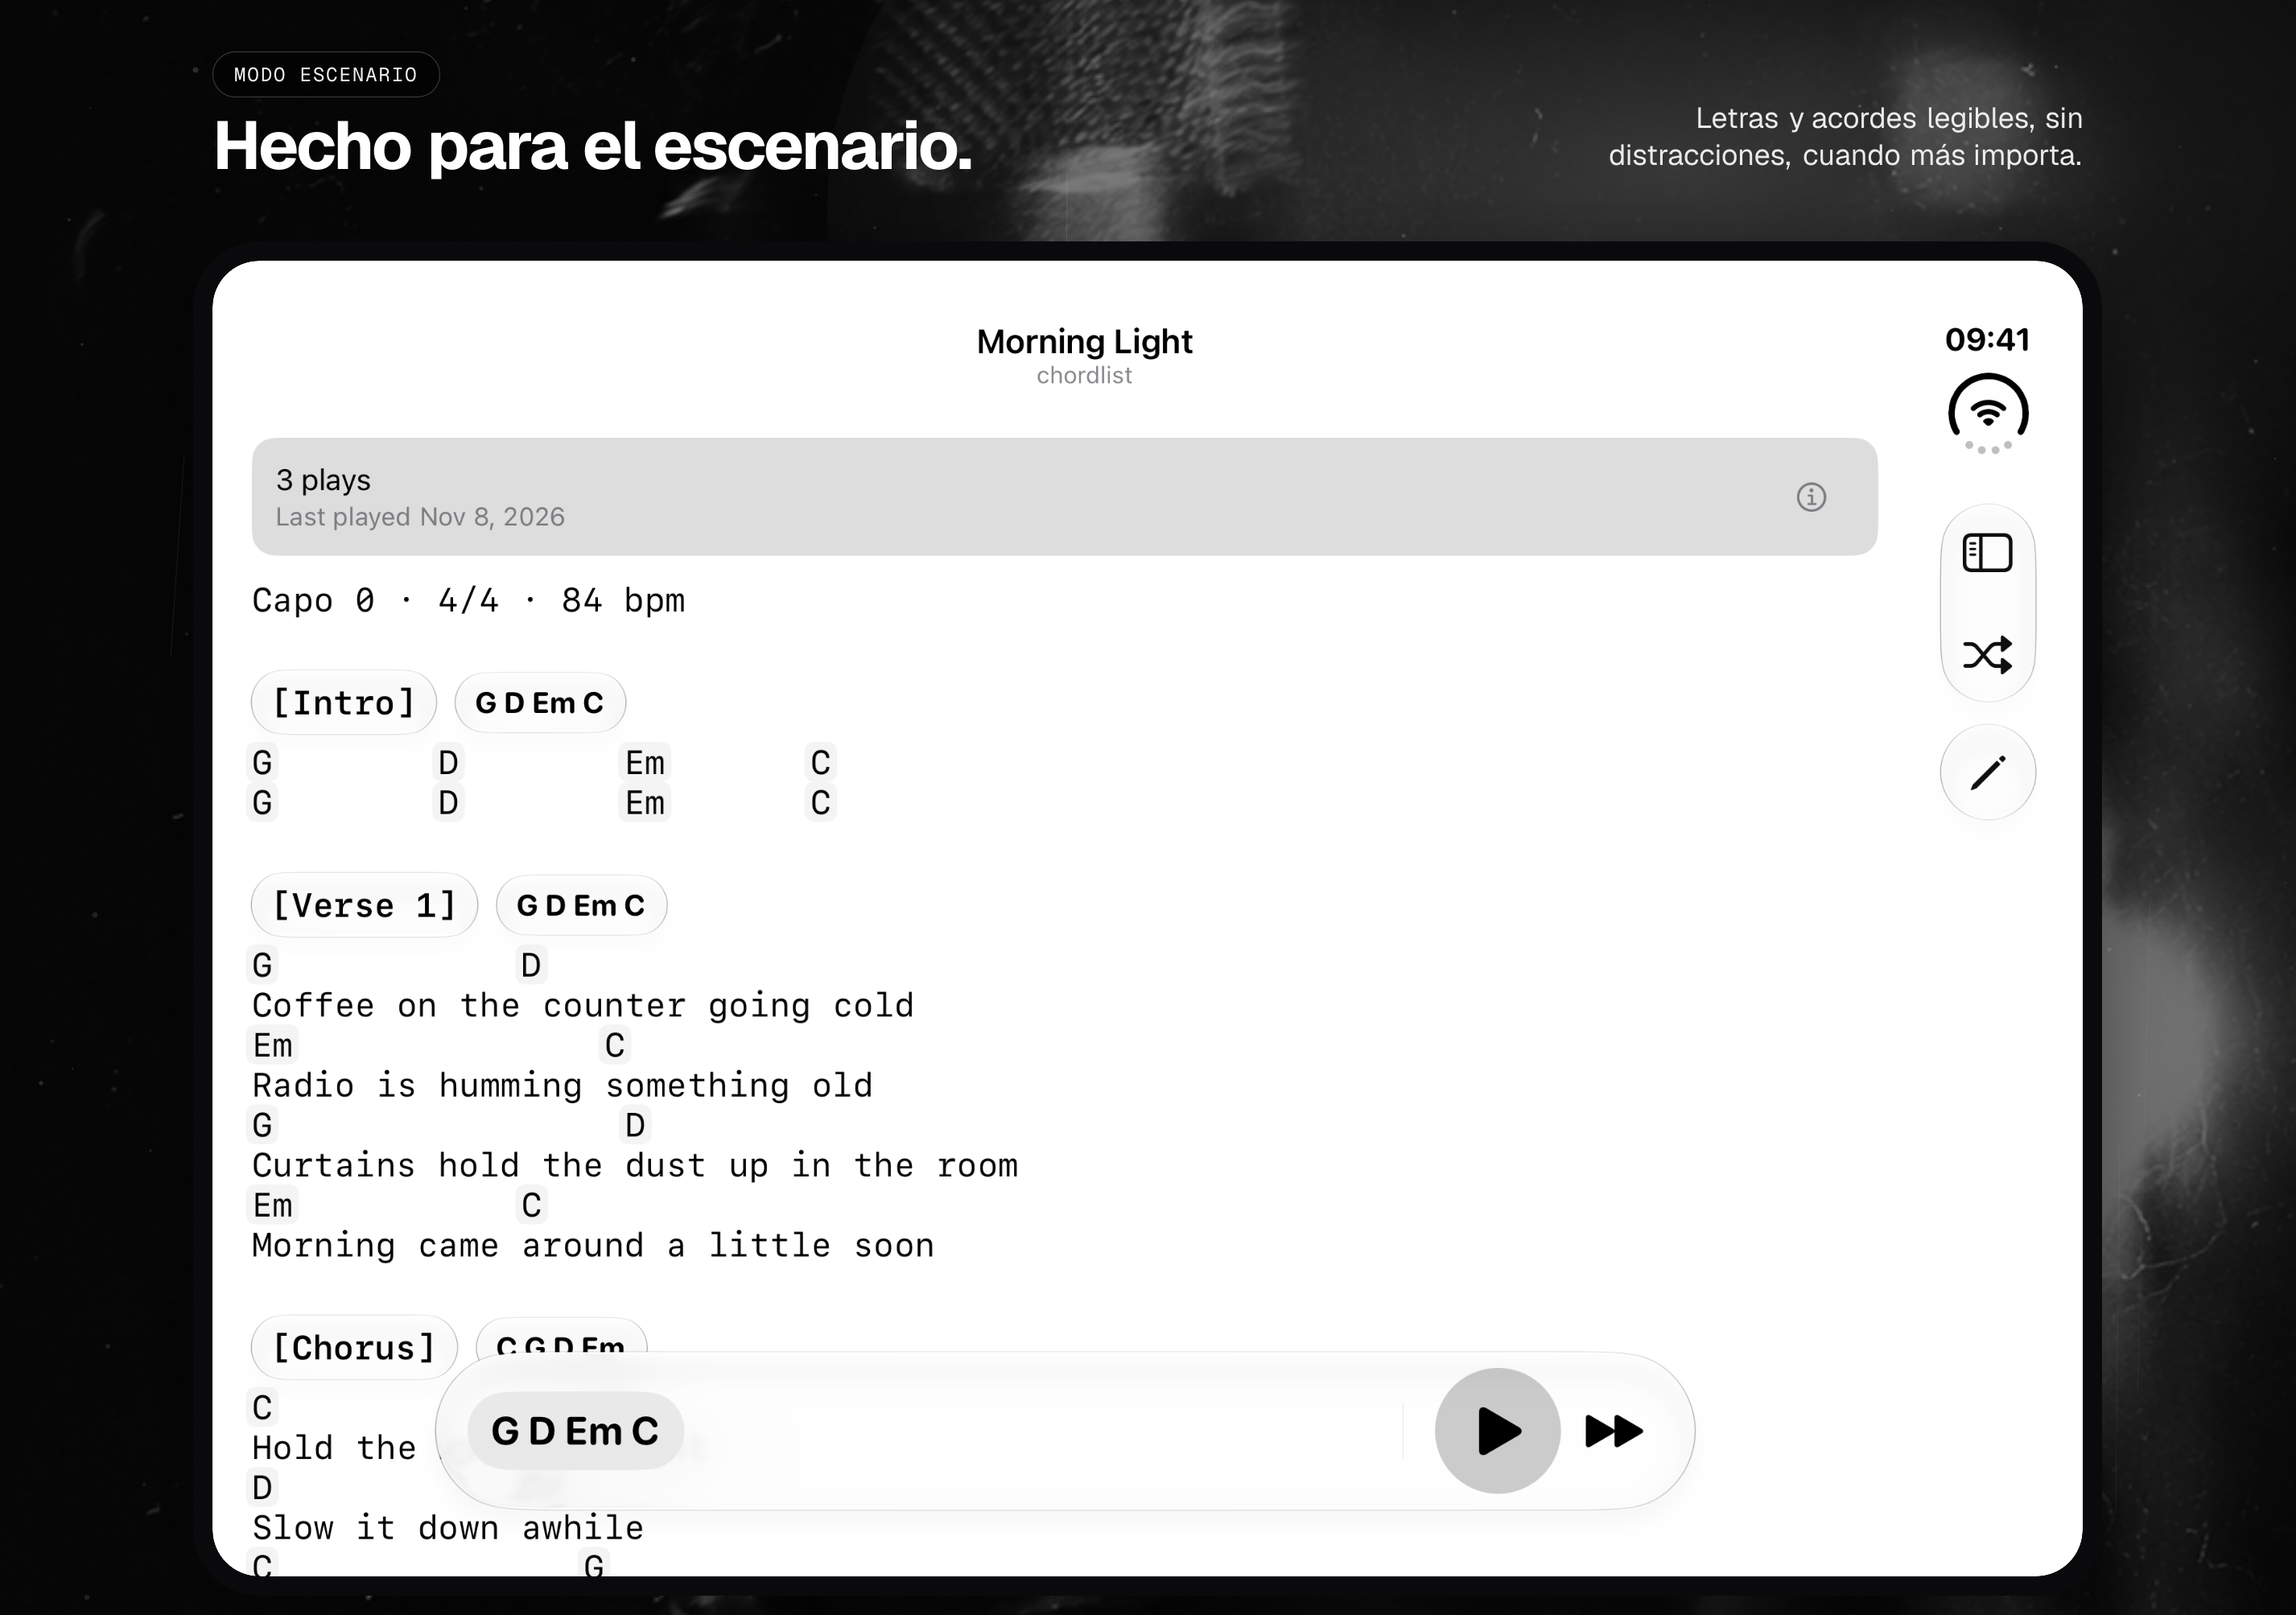 MODO ESCENARIO
Hecho para el escenario.
Letras y acordes legibles, sin
distracciones, cuando más importa.
Morning Light
chordlist
09:41
3 plays
Last played Nov 8, 2026
Capo 0 · 4/4 · 84 bpm
[Intro] G D Em C
G D Em C
G D Em C
[Verse 1] G D Em C
G D
Coffee on the counter going cold
Em C
Radio is humming something old
G D
Curtains hold the dust up in the room
Em C
Morning came around a little soon
[Chorus] C G D Em
C
Hold the
G D Em C
D
Slow it down awhile
C G